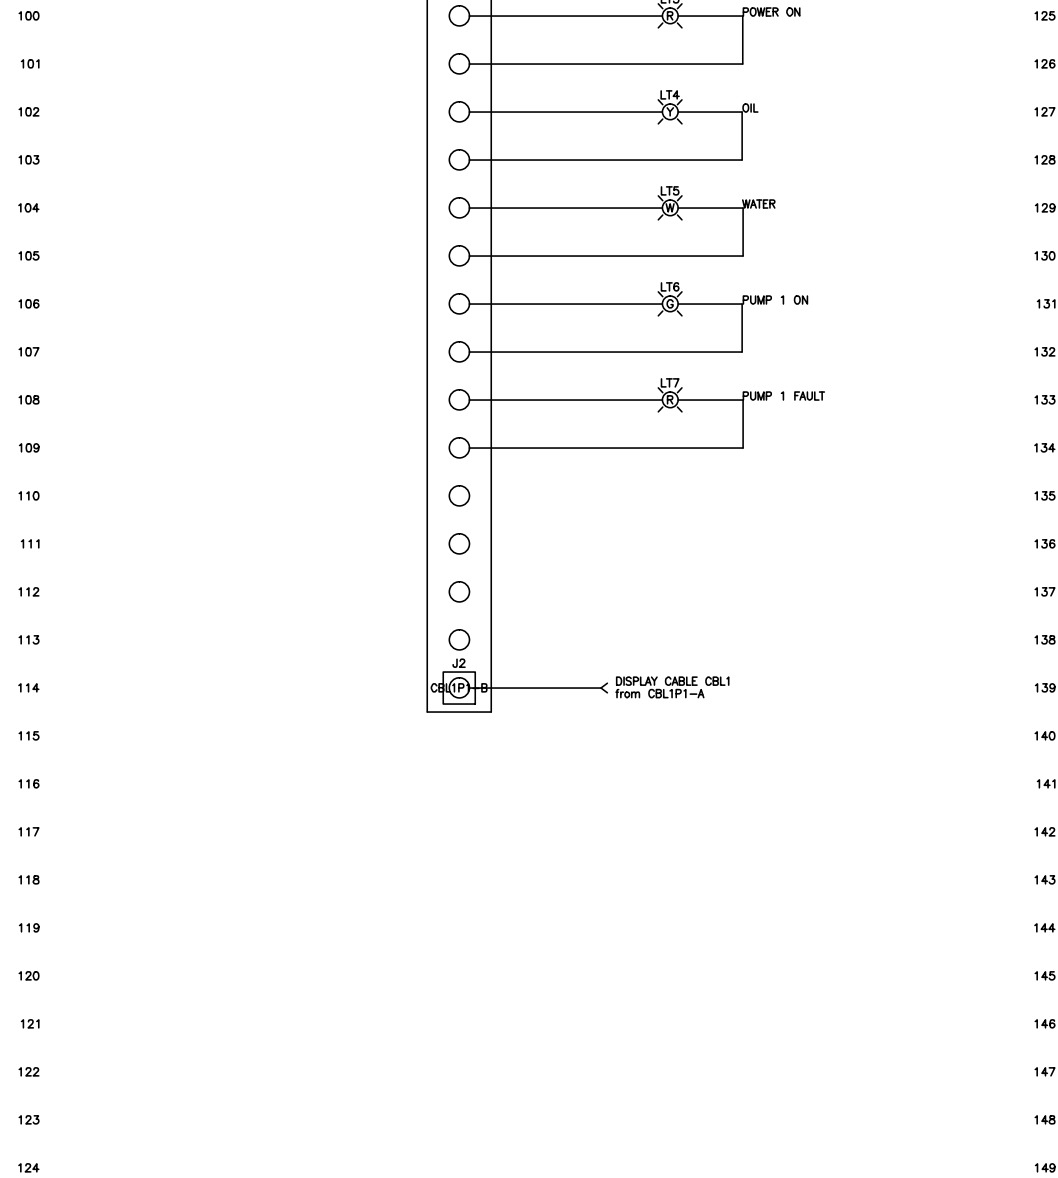 LT3
100 R POWER ON 125
101 126
LT4
102 Y OIL 127
103 128
LT5
104 W WATER 129
105 130
LT6
106 G PUMP 1 ON 131
107 132
LT7
108 R PUMP 1 FAULT 133
109 134
110 135
111 136
112 137
113 138
J2
114 CBL1P1-B DISPLAY CABLE CBL1 139
from CBL1P1-A
115 140
116 141
117 142
118 143
119 144
120 145
121 146
122 147
123 148
124 149